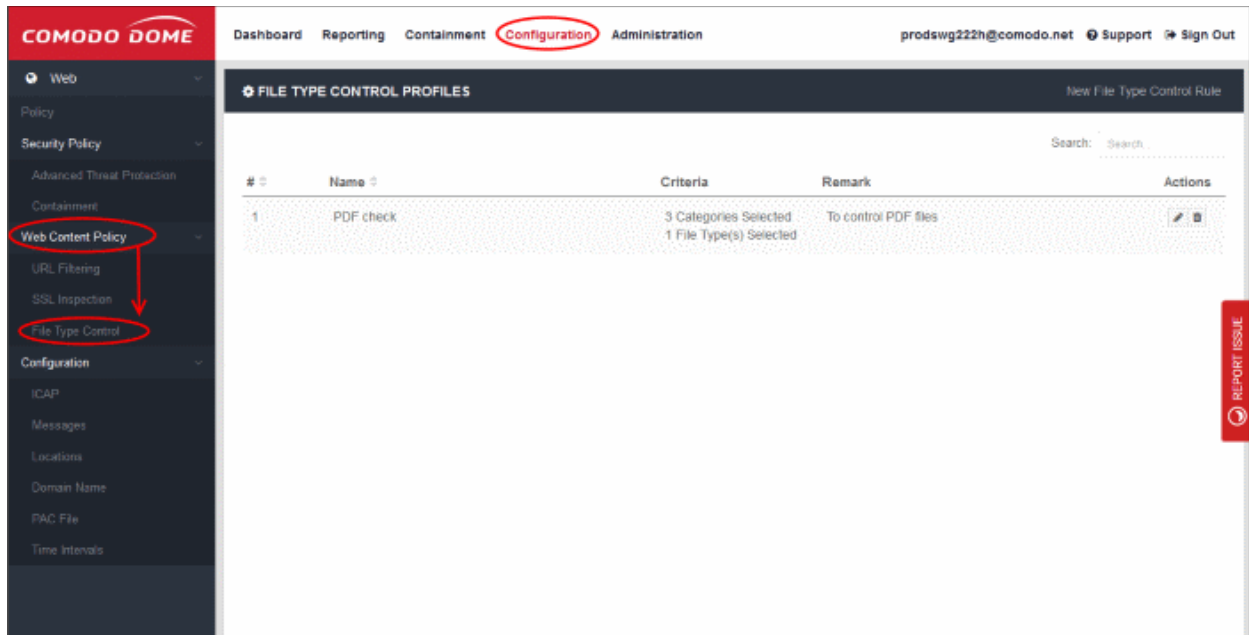 COMODO DOME
Dashboard Reporting Containment Configuration Administration
prodswg222h@comodo.net Support Sign Out
Web
Policy
Security Policy
Advanced Threat Protection
Containment
Web Content Policy
URL Filtering
SSL Inspection
File Type Control
Configuration
ICAP
Messages
Locations
Domain Name
PAC File
Time Intervals
FILE TYPE CONTROL PROFILES
New File Type Control Rule
Search: Search..
# Name Criteria Remark Actions
1 PDF check 3 Categories Selected To control PDF files
1 File Type(s) Selected
REPORT ISSUE